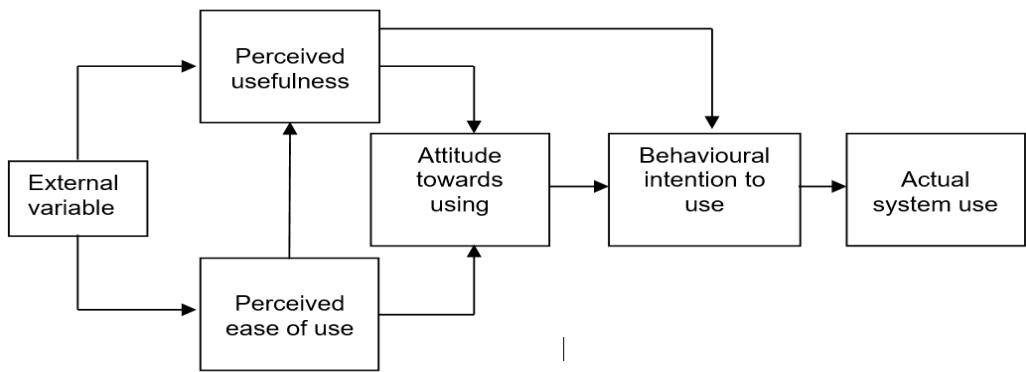 Perceived
usefulness
External
variable
Attitude
towards
using
Behavioural
intention to
use
Actual
system use
Perceived
ease of use